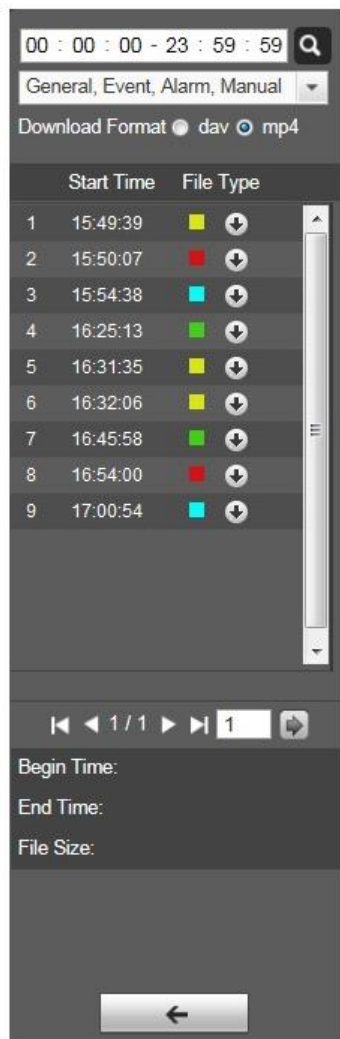 00 : 00 : 00 - 23 : 59 : 59
General, Event, Alarm, Manual
Download Format dav mp4
Start Time File Type
1 15:49:39
2 15:50:07
3 15:54:38
4 16:25:13
5 16:31:35
6 16:32:06
7 16:45:58
8 16:54:00
9 17:00:54
1 / 1 1
Begin Time:
End Time:
File Size: